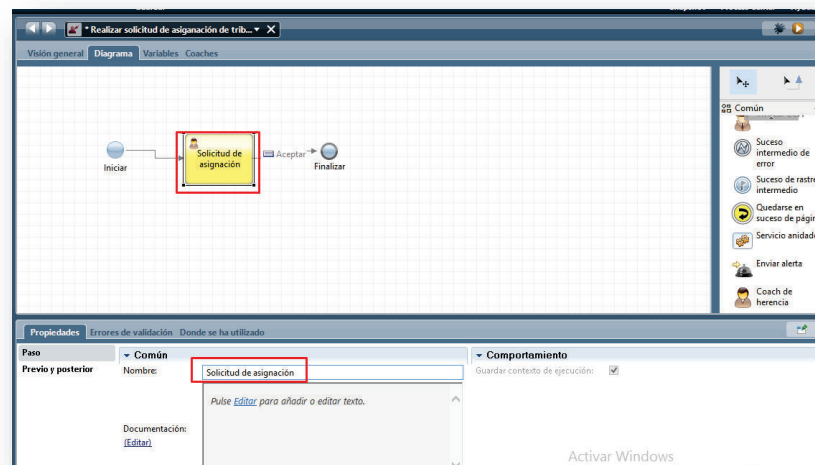 * Realizar solicitud de asiganación de trib...
Visión general Diagrama Variables Coaches
Común
Solicitud de
asignación
Aceptar
Iniciar
Finalizar
Suceso
intermedio de
error
Suceso de rastre
intermedio
Quedarse en
suceso de págin
Servicio anidado
Enviar alerta
Coach de
herencia
Propiedades Errores de validación Donde se ha utilizado
Paso
Previo y posterior
Común
Nombre: Solicitud de asignación
Pulse Editar para añadir o editar texto.
Documentación:
(Editar)
Comportamiento
Guardar contexto de ejecución:
Activar Windows